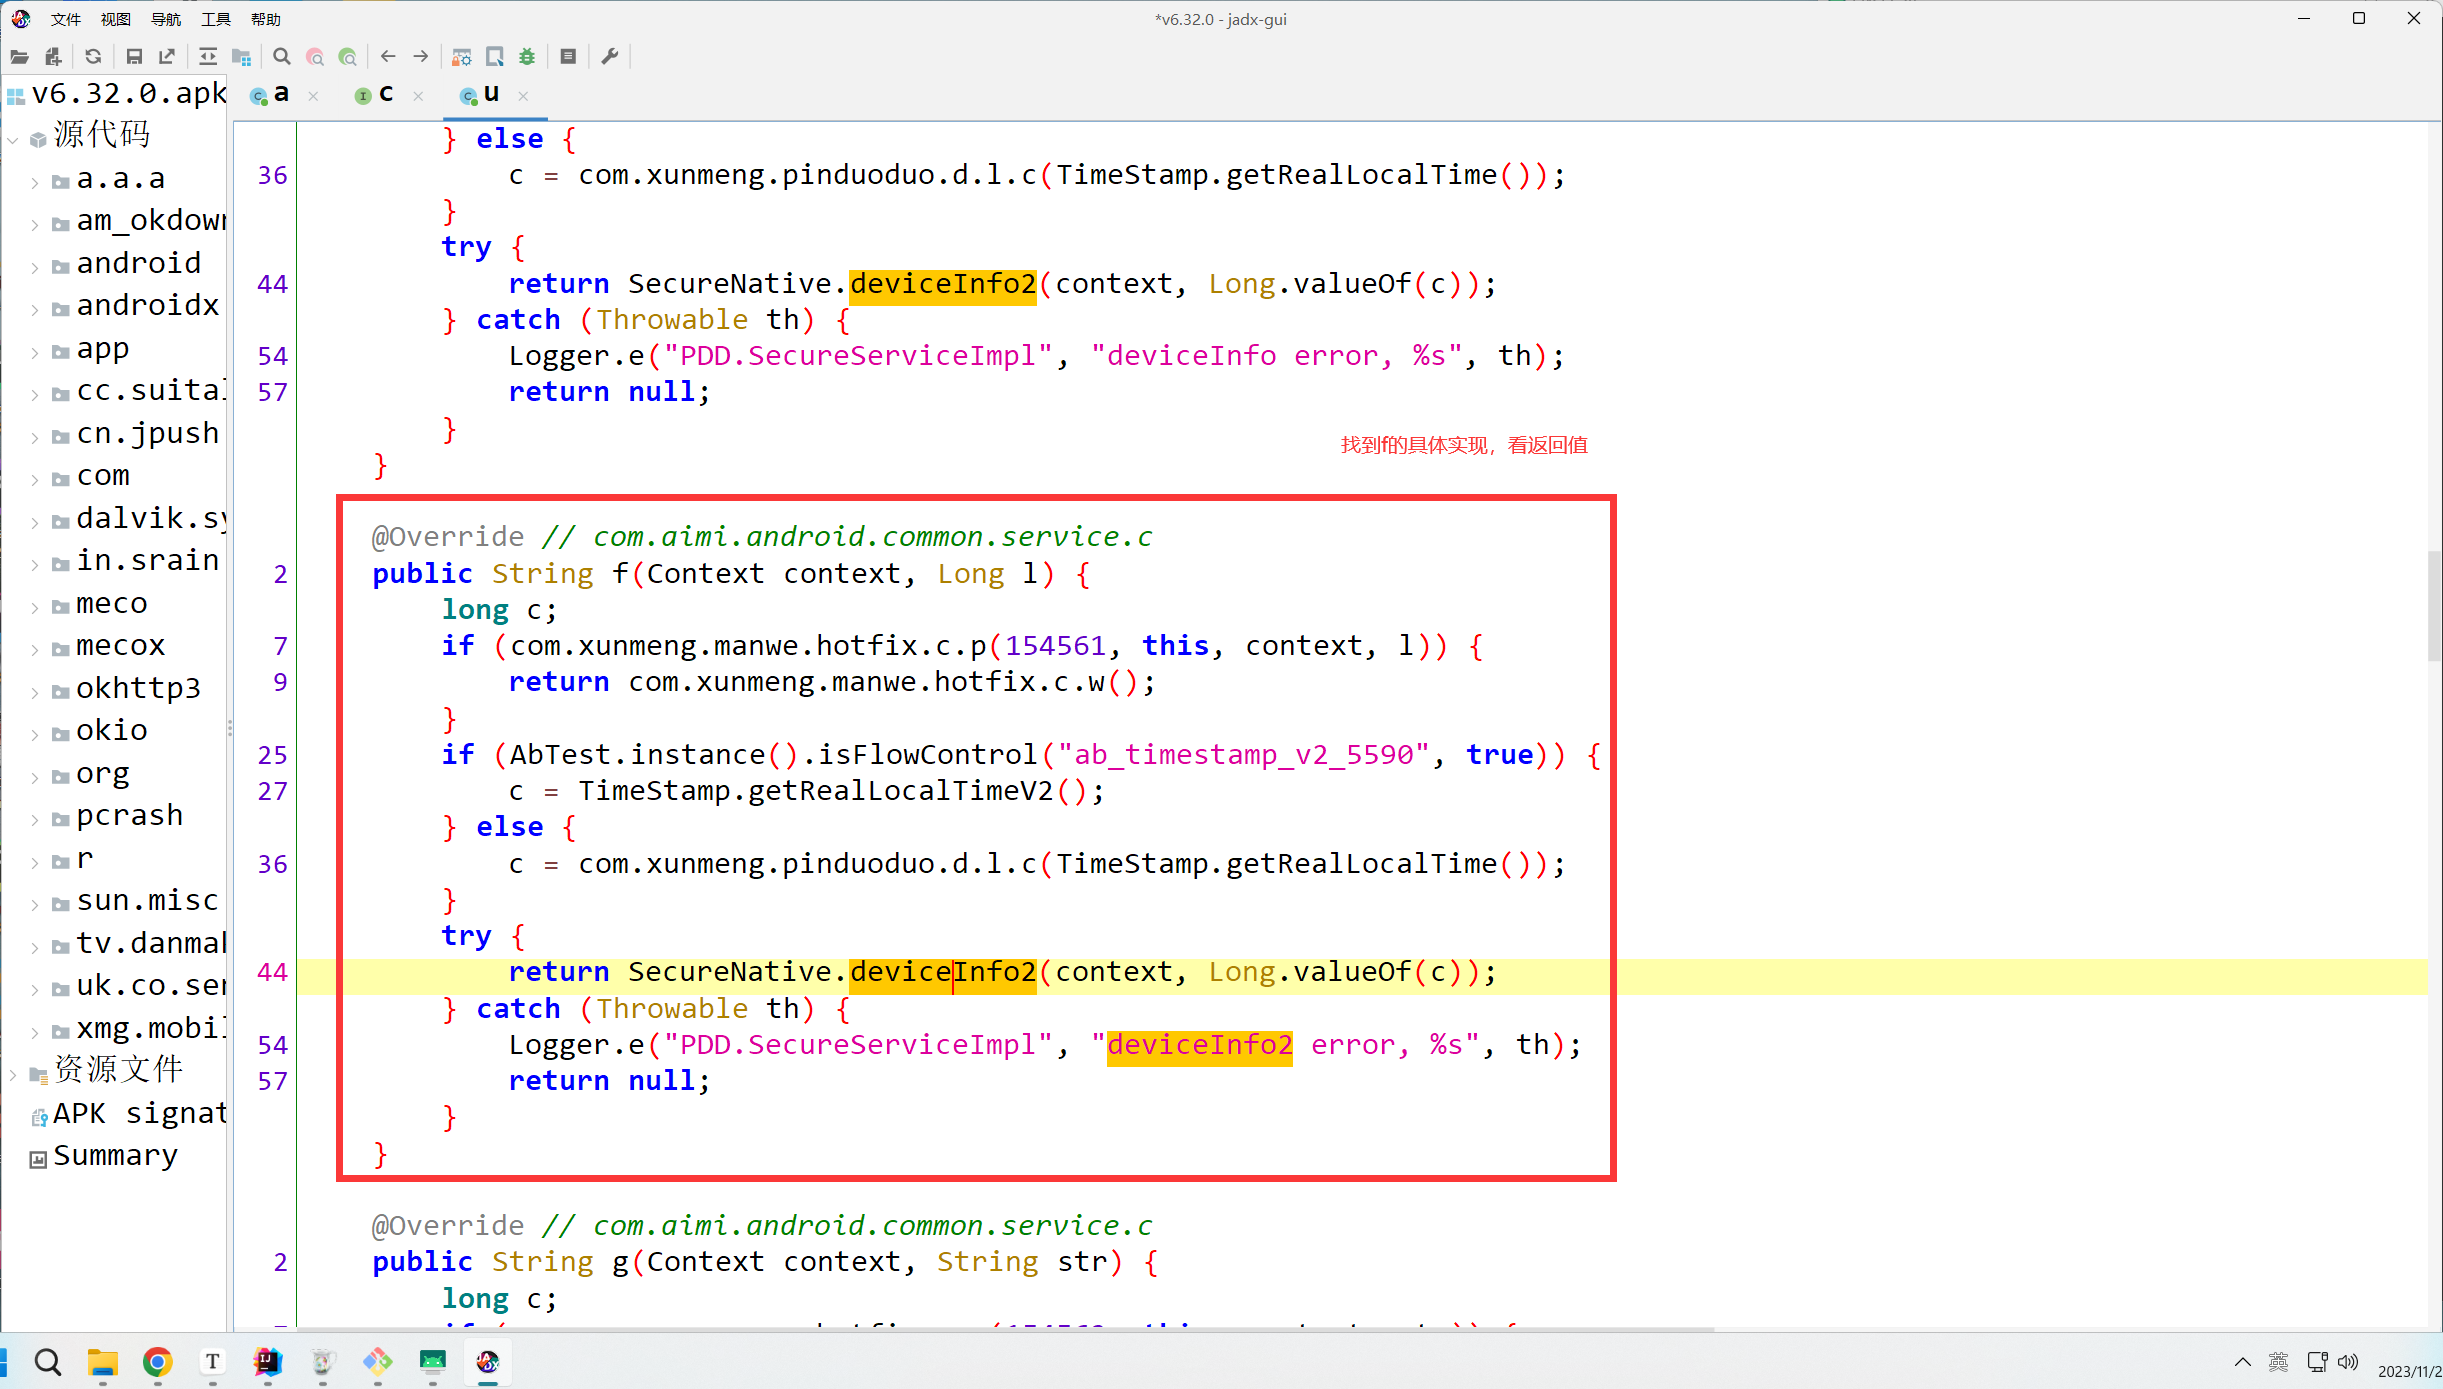 文件 视图 导航 工具 帮助
*v6.32.0 - jadx-gui
v6.32.0.apk
源代码
a.a.a
am_okdown
android
androidx
app
cc.suital
cn.jpush
com
dalvik.sy
in.srain
meco
mecox
okhttp3
okio
org
pcrash
r
sun.misc
tv.danmak
uk.co.sen
xmg.mobil
资源文件
APK signat
Summary
a c u
} else {
36 c = com.xunmeng.pinduoduo.d.l.c(TimeStamp.getRealLocalTime());
}
try {
44 return SecureNative.deviceInfo2(context, Long.valueOf(c));
} catch (Throwable th) {
54 Logger.e("PDD.SecureServiceImpl", "deviceInfo error, %s", th);
57 return null;
}
}
找到f的具体实现，看返回值
@Override // com.aimi.android.common.service.c
2 public String f(Context context, Long l) {
long c;
7 if (com.xunmeng.manwe.hotfix.c.p(154561, this, context, l)) {
9 return com.xunmeng.manwe.hotfix.c.w();
}
25 if (AbTest.instance().isFlowControl("ab_timestamp_v2_5590", true)) {
27 c = TimeStamp.getRealLocalTimeV2();
} else {
36 c = com.xunmeng.pinduoduo.d.l.c(TimeStamp.getRealLocalTime());
}
try {
44 return SecureNative.deviceInfo2(context, Long.valueOf(c));
} catch (Throwable th) {
54 Logger.e("PDD.SecureServiceImpl", "deviceInfo2 error, %s", th);
57 return null;
}
}
@Override // com.aimi.android.common.service.c
2 public String g(Context context, String str) {
long c;
英
2023/11/2